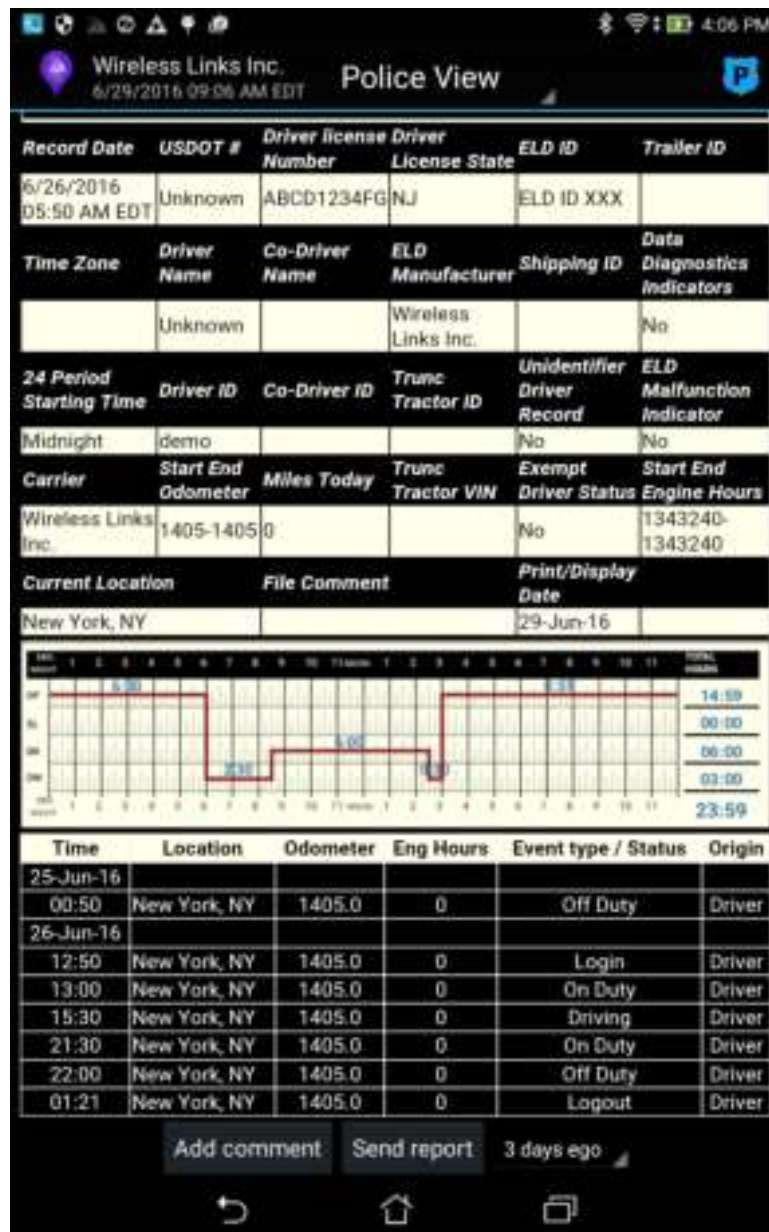 4:06 PM
Wireless Links Inc.
6/29/2016 09:06 AM EDT
Police View
P
Record Date USDOT # Driver license Number Driver License State ELD ID Trailer ID
6/26/2016 05:50 AM EDT Unknown ABCD1234FG NJ ELD ID XXX
Time Zone Driver Name Co-Driver Name ELD Manufacturer Shipping ID Data Diagnostics Indicators
Unknown Wireless Links Inc. No
24 Period Starting Time Driver ID Co-Driver ID Trunc Tractor ID Unidentifier Driver Record ELD Malfunction Indicator
Midnight demo No No
Carrier Start End Odometer Miles Today Trunc Tractor VIN Exempt Driver Status Start End Engine Hours
Wireless Links Inc. 1405-1405 0 No 1343240-1343240
Current Location File Comment Print/Display Date
New York, NY 29-Jun-16
TOTAL HOURS
6:00
14:59
00:00
6:00
06:00
03:00
23:59
Time Location Odometer Eng Hours Event type / Status Origin
25-Jun-16
00:50 New York, NY 1405.0 0 Off Duty Driver
26-Jun-16
12:50 New York, NY 1405.0 0 Login Driver
13:00 New York, NY 1405.0 0 On Duty Driver
15:30 New York, NY 1405.0 0 Driving Driver
21:30 New York, NY 1405.0 0 On Duty Driver
22:00 New York, NY 1405.0 0 Off Duty Driver
01:21 New York, NY 1405.0 0 Logout Driver
Add comment Send report 3 days ago